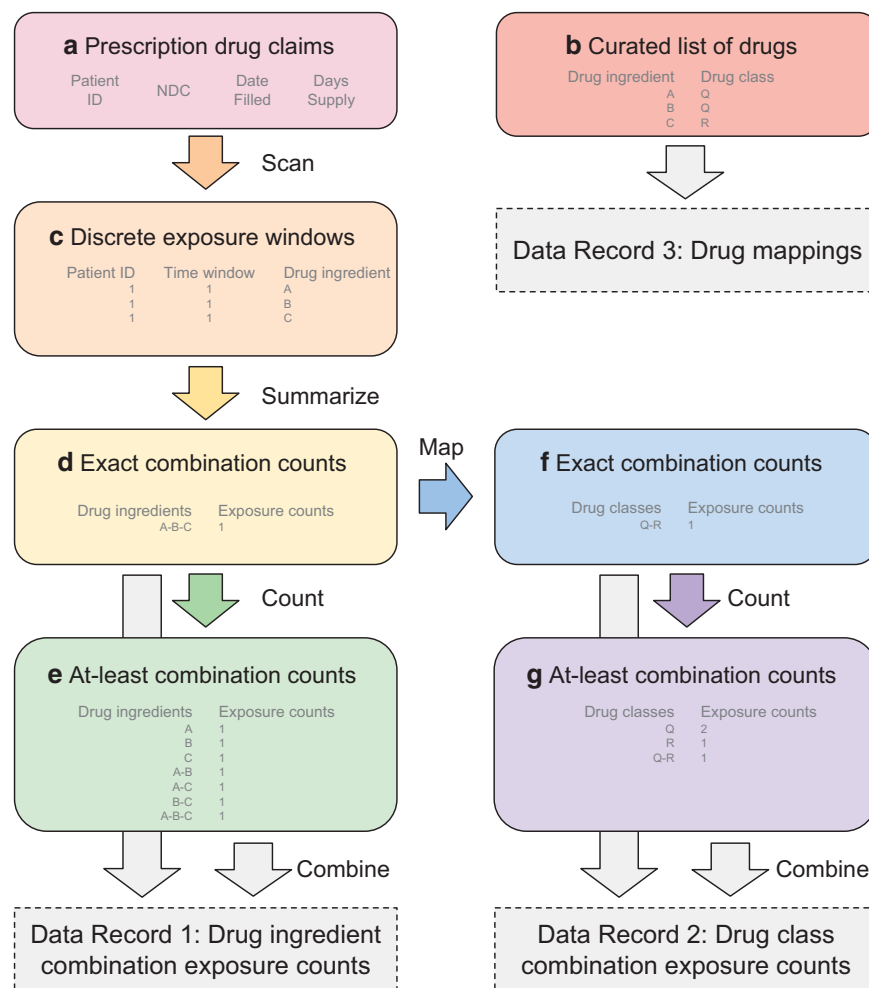 a Prescription drug claims
Patient ID NDC Date Filled Days Supply
Scan
c Discrete exposure windows
Patient ID Time window Drug ingredient
1 1 A
1 1 B
1 1 C
Summarize
d Exact combination counts
Drug ingredients Exposure counts
A-B-C 1
Count
e At-least combination counts
Drug ingredients Exposure counts
A 1
B 1
C 1
A-B 1
A-C 1
B-C 1
A-B-C 1
Combine
Data Record 1: Drug ingredient
combination exposure counts
b Curated list of drugs
Drug ingredient Drug class
A Q
B Q
C R
Data Record 3: Drug mappings
Map
f Exact combination counts
Drug classes Exposure counts
Q-R 1
Count
g At-least combination counts
Drug classes Exposure counts
Q 2
R 1
Q-R 1
Combine
Data Record 2: Drug class
combination exposure counts